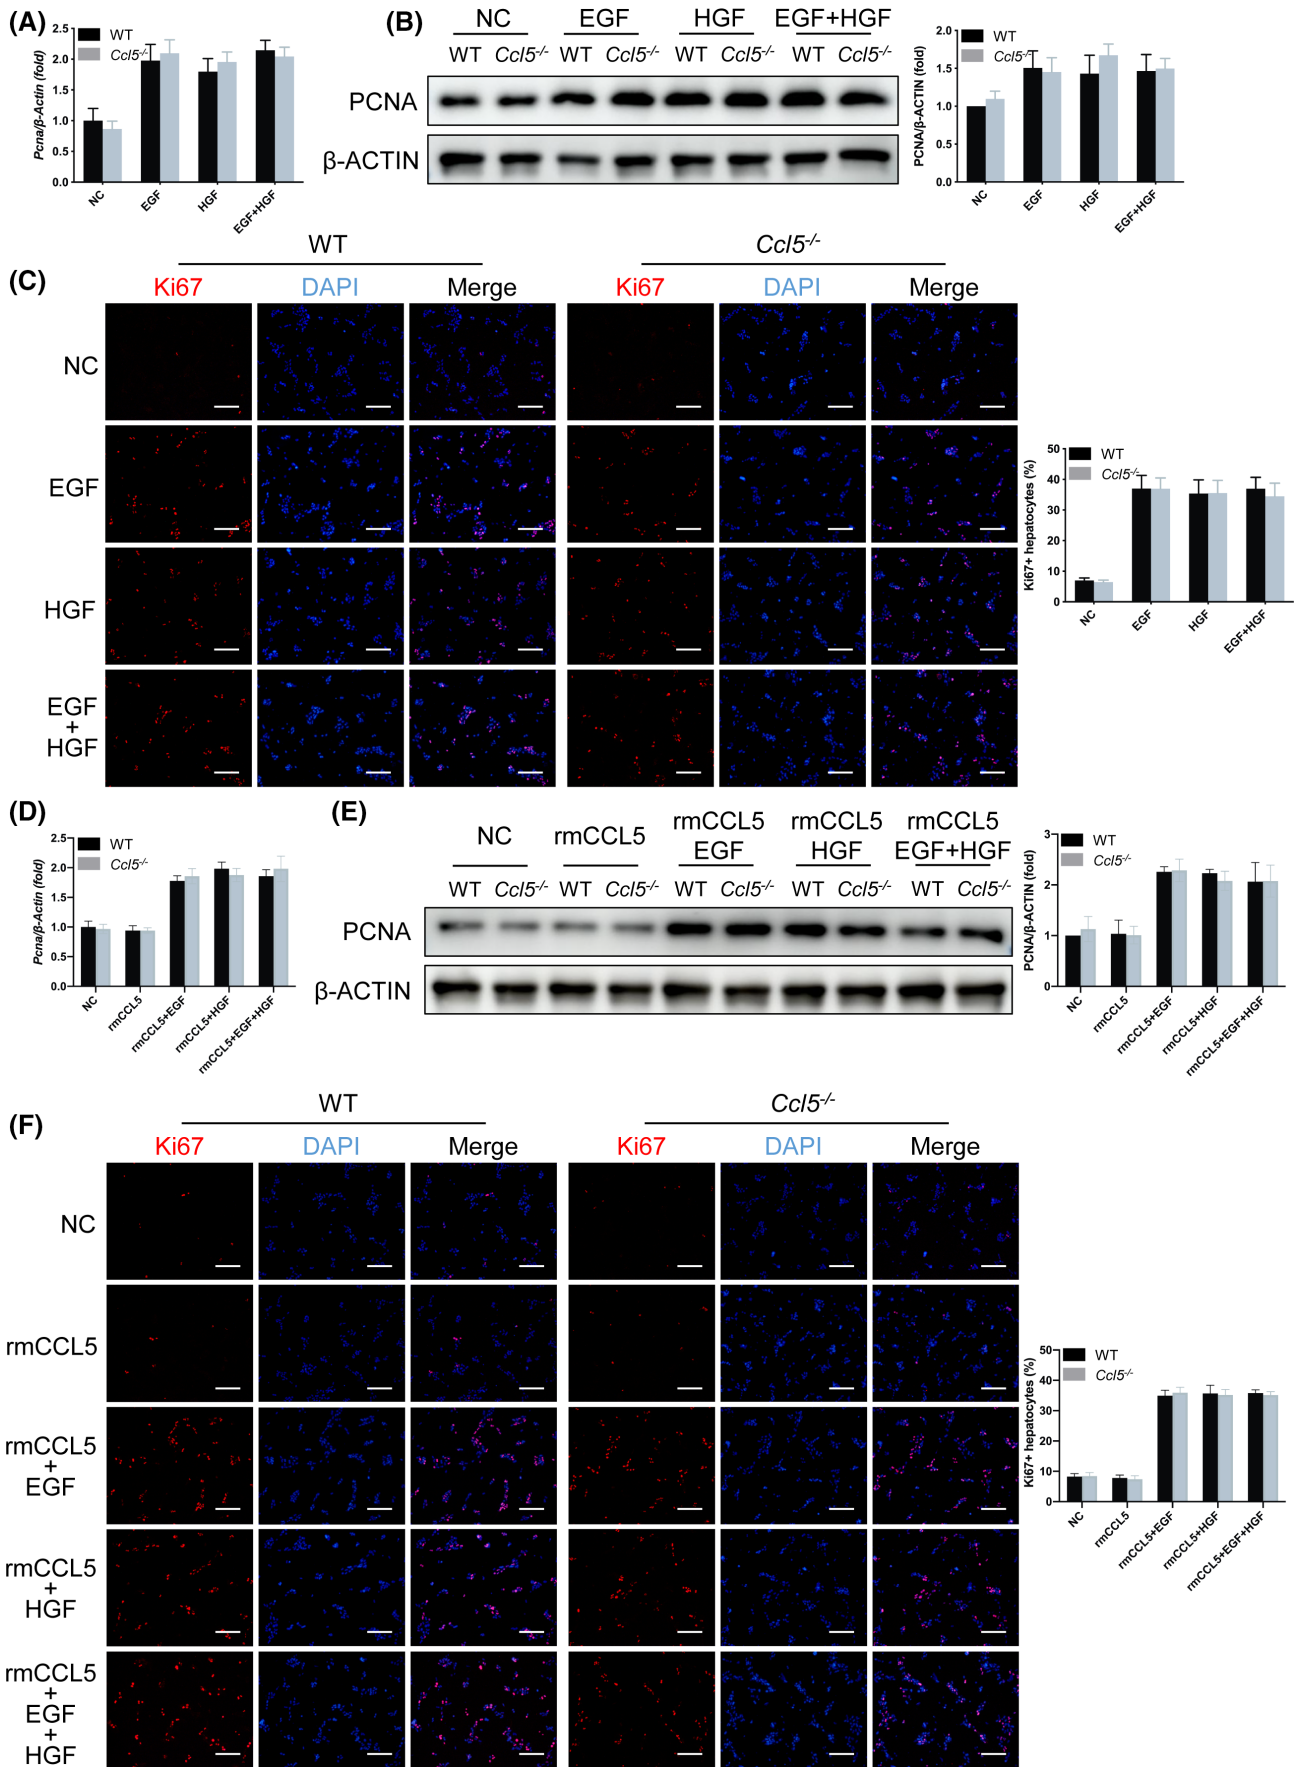 (A)
2.5
2.0
1.5
1.0
0.5
0.0
Pcna/β-Actin (fold)
WT
Ccl5-/-
NC
EGF
HGF
EGF+HGF
(B)
NC EGF HGF EGF+HGF
WT Ccl5-/- WT Ccl5-/- WT Ccl5-/- WT Ccl5-/-
PCNA
β-ACTIN
2.0
1.5
1.0
0.5
0.0
PCNA/β-ACTIN (fold)
WT
Ccl5-/-
NC
EGF
HGF
EGF+HGF
(C)
WT Ccl5-/-
Ki67 DAPI Merge Ki67 DAPI Merge
NC
EGF
HGF
EGF
+
HGF
50
40
30
20
10
0
Ki67+ hepatocytes (%)
WT
Ccl5-/-
NC
EGF
HGF
EGF+HGF
(D)
2.5
2.0
1.5
1.0
0.5
0.0
Pcna/β-Actin (fold)
WT
Ccl5-/-
NC
rmCCL5
rmCCL5+EGF
rmCCL5+HGF
rmCCL5+EGF+HGF
(E)
NC rmCCL5 rmCCL5 rmCCL5 rmCCL5
EGF HGF EGF+HGF
WT Ccl5-/- WT Ccl5-/- WT Ccl5-/- WT Ccl5-/- WT Ccl5-/-
PCNA
β-ACTIN
3
2
1
0
PCNA/β-ACTIN (fold)
WT
Ccl5-/-
NC
rmCCL5
rmCCL5+EGF
rmCCL5+HGF
rmCCL5+EGF+HGF
(F)
WT Ccl5-/-
Ki67 DAPI Merge Ki67 DAPI Merge
NC
rmCCL5
rmCCL5
+
EGF
rmCCL5
+
HGF
rmCCL5
+
EGF
+
HGF
50
40
30
20
10
0
Ki67+ hepatocytes (%)
WT
Ccl5-/-
NC
rmCCL5
rmCCL5+EGF
rmCCL5+HGF
rmCCL5+EGF+HGF